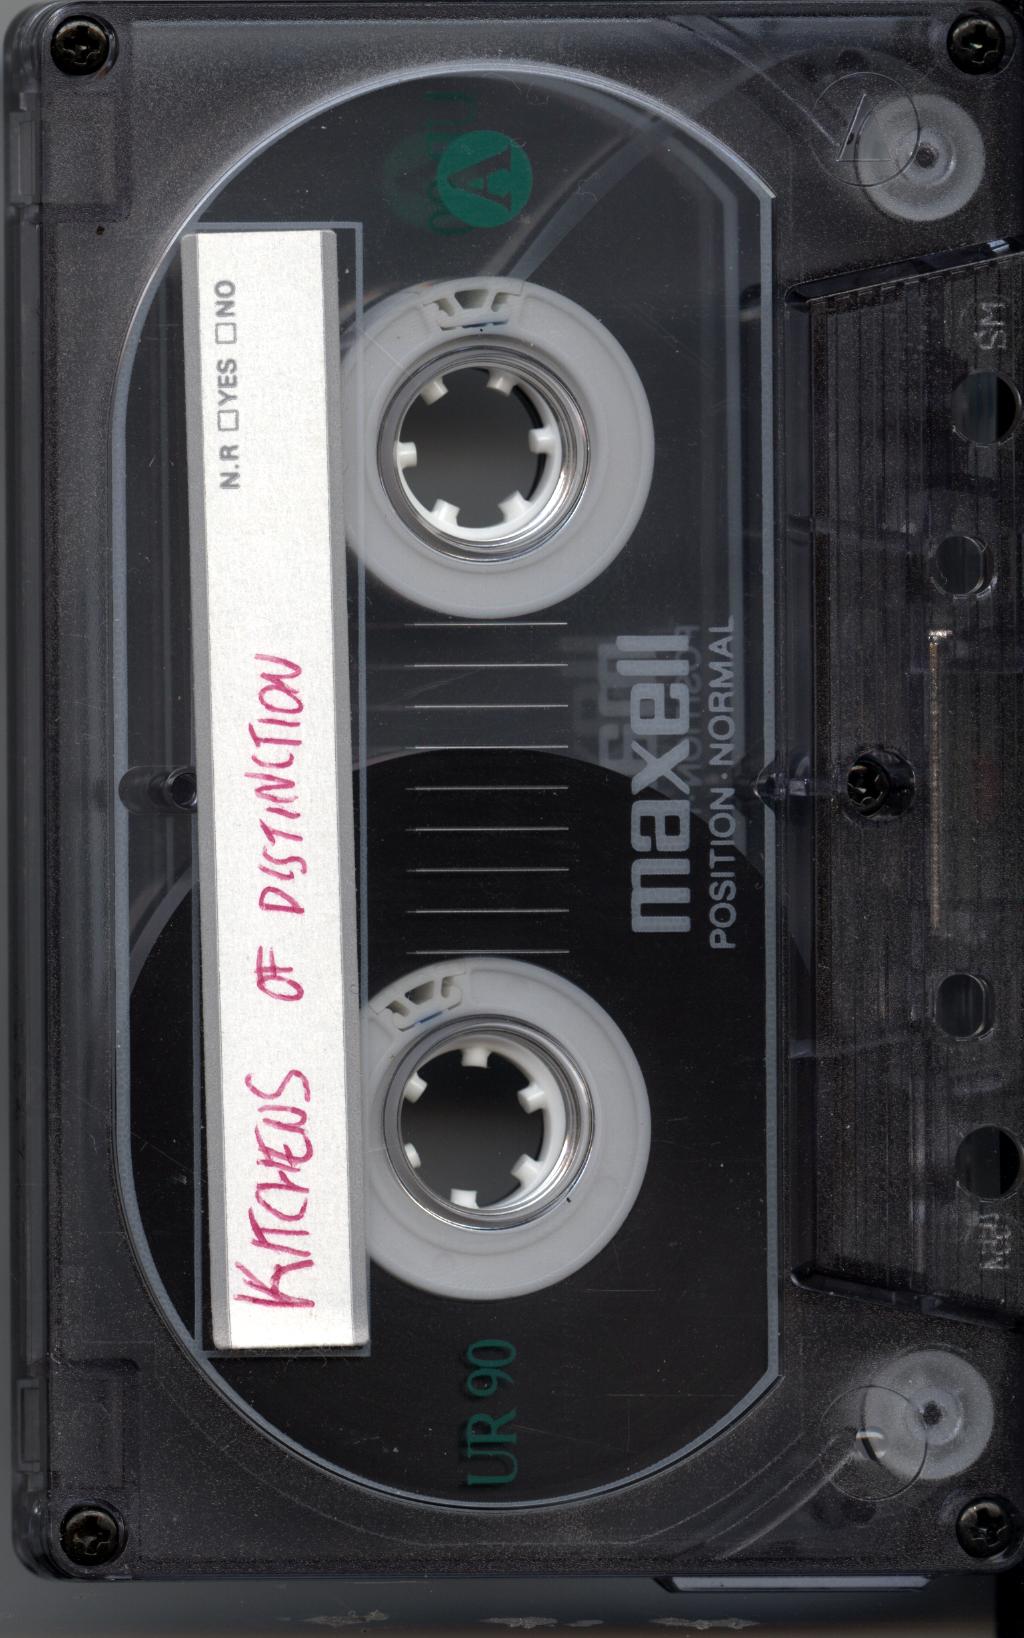 N.R □YES □NO
KITCHENS OF DISTINCTION
A
UR 90
maxell
POSITION·NORMAL